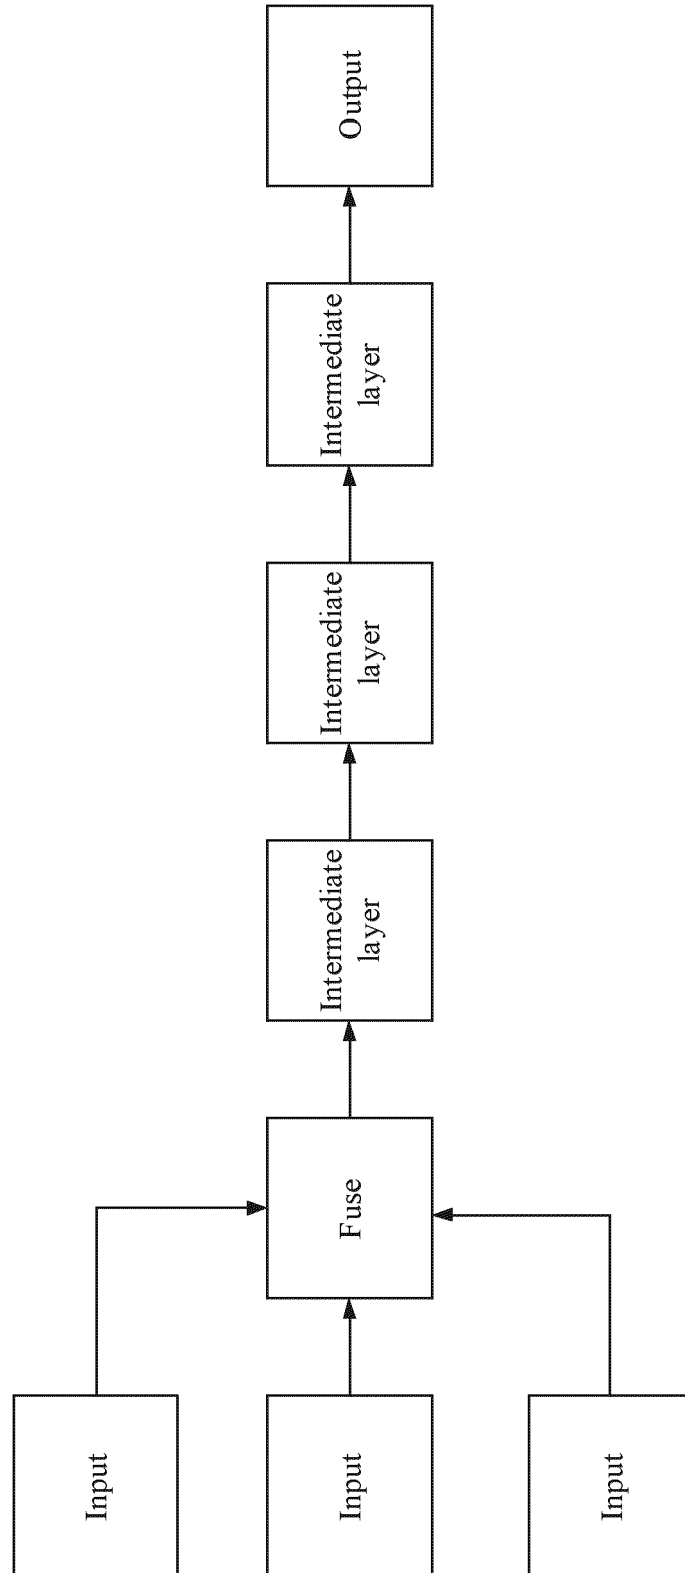 Output
Intermediate
layer
Intermediate
layer
Intermediate
layer
Fuse
Input
Input
Input